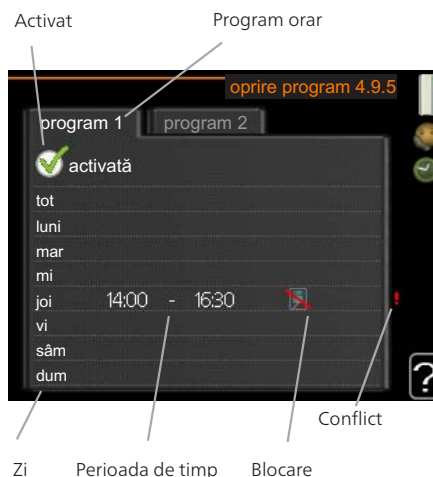 Activat Program orar
oprire program 4.9.5
program 1 program 2
activată
tot
luni
mar
mi
joi 14:00 - 16:30 !
vi
sâm
dum
?
Conflict
Zi Perioada de timp Blocare